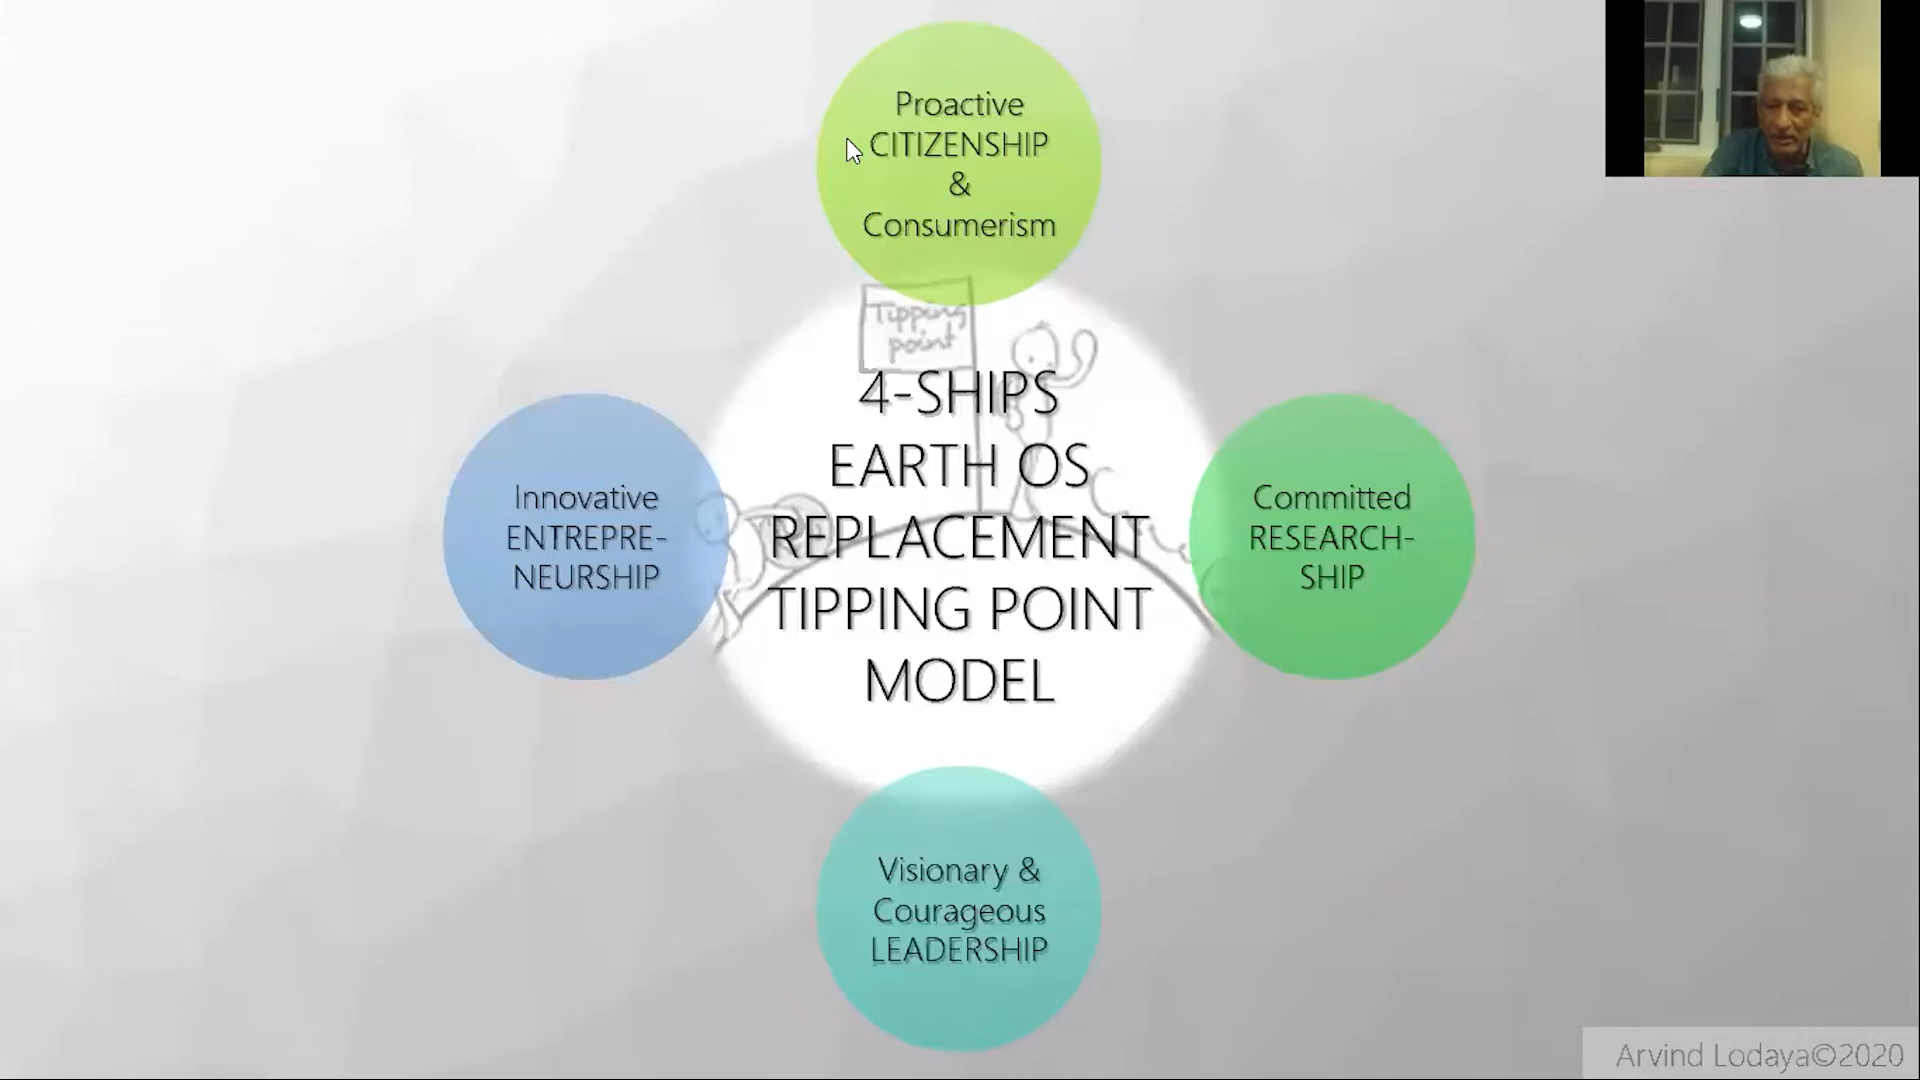 Proactive
CITIZENSHIP
&
Consumerism
Tipping
point
4-SHIPS
EARTH OS
REPLACEMENT
TIPPING POINT
MODEL
Innovative
ENTREPRE-
NEURSHIP
Committed
RESEARCH-
SHIP
Visionary &
Courageous
LEADERSHIP
Arvind Lodaya©2020